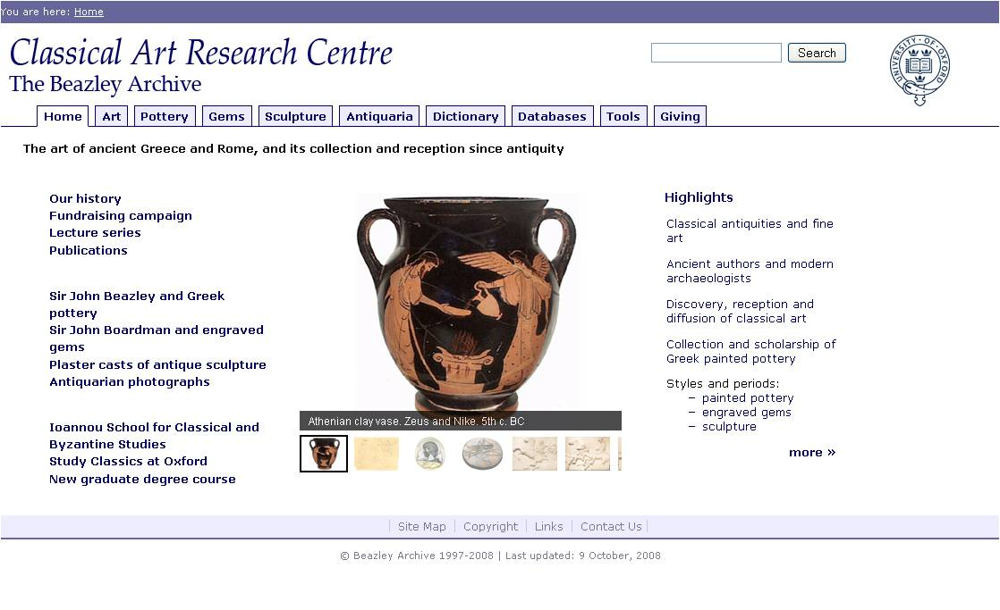 You are here: Home
Classical Art Research Centre
The Beazley Archive
Search
UNIVERSITY · OF · OXFORD
Home Art Pottery Gems Sculpture Antiquaria Dictionary Databases Tools Giving
The art of ancient Greece and Rome, and its collection and reception since antiquity
Our history
Fundraising campaign
Lecture series
Publications
Sir John Beazley and Greek
pottery
Sir John Boardman and engraved
gems
Plaster casts of antique sculpture
Antiquarian photographs
Ioannou School for Classical and
Byzantine Studies
Study Classics at Oxford
New graduate degree course
Athenian clay vase. Zeus and Nike. 5th c. BC
Highlights
Classical antiquities and fine
art
Ancient authors and modern
archaeologists
Discovery, reception and
diffusion of classical art
Collection and scholarship of
Greek painted pottery
Styles and periods:
– painted pottery
– engraved gems
– sculpture
more »
Site Map | Copyright | Links | Contact Us |
© Beazley Archive 1997-2008 | Last updated: 9 October, 2008